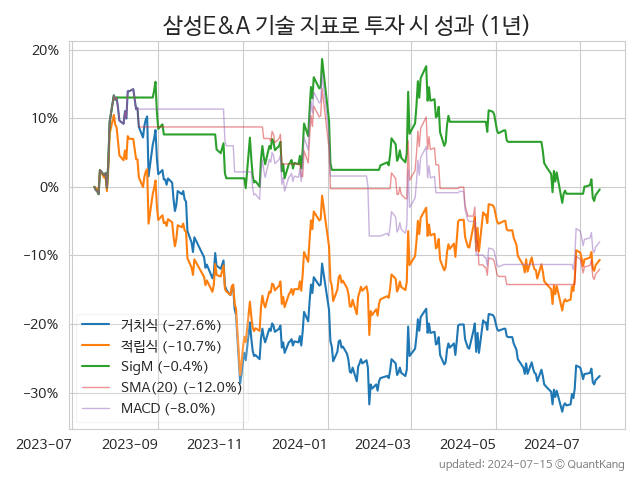 삼성E&A 기술 지표로 투자 시 성과 (1년)
20%
10%
0%
−10%
−20%
−30%
거치식 (−27.6%)
적립식 (−10.7%)
SigM (−0.4%)
SMA(20) (−12.0%)
MACD (−8.0%)
2023-07
2023-09
2023-11
2024-01
2024-03
2024-05
2024-07
updated: 2024-07-15 © QuantKang